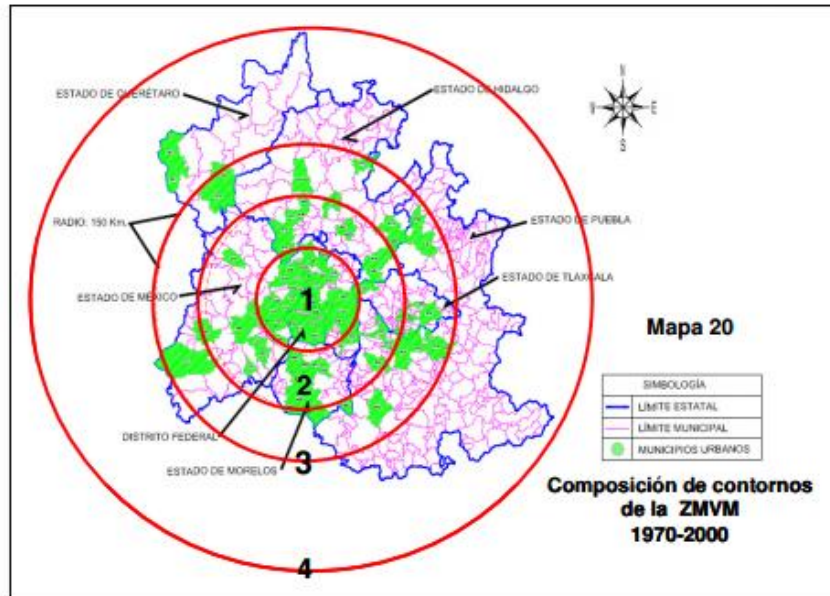 ESTADO DE QUERÉTARO
ESTADO DE HIDALGO
N
V E
S
RADIO: 150 Km.
ESTADO DE PUEBLA
ESTADO DE TLAXCALA
ESTADO DE MÉXICO
1
Mapa 20
SIMBOLOGÍA
LÍMITE ESTATAL
LÍMITE MUNICIPAL
MUNICIPIOS URBANOS
2
DISTRITO FEDERAL
3
ESTADO DE MORELOS
Composición de contornos
de la ZMVM
1970-2000
4